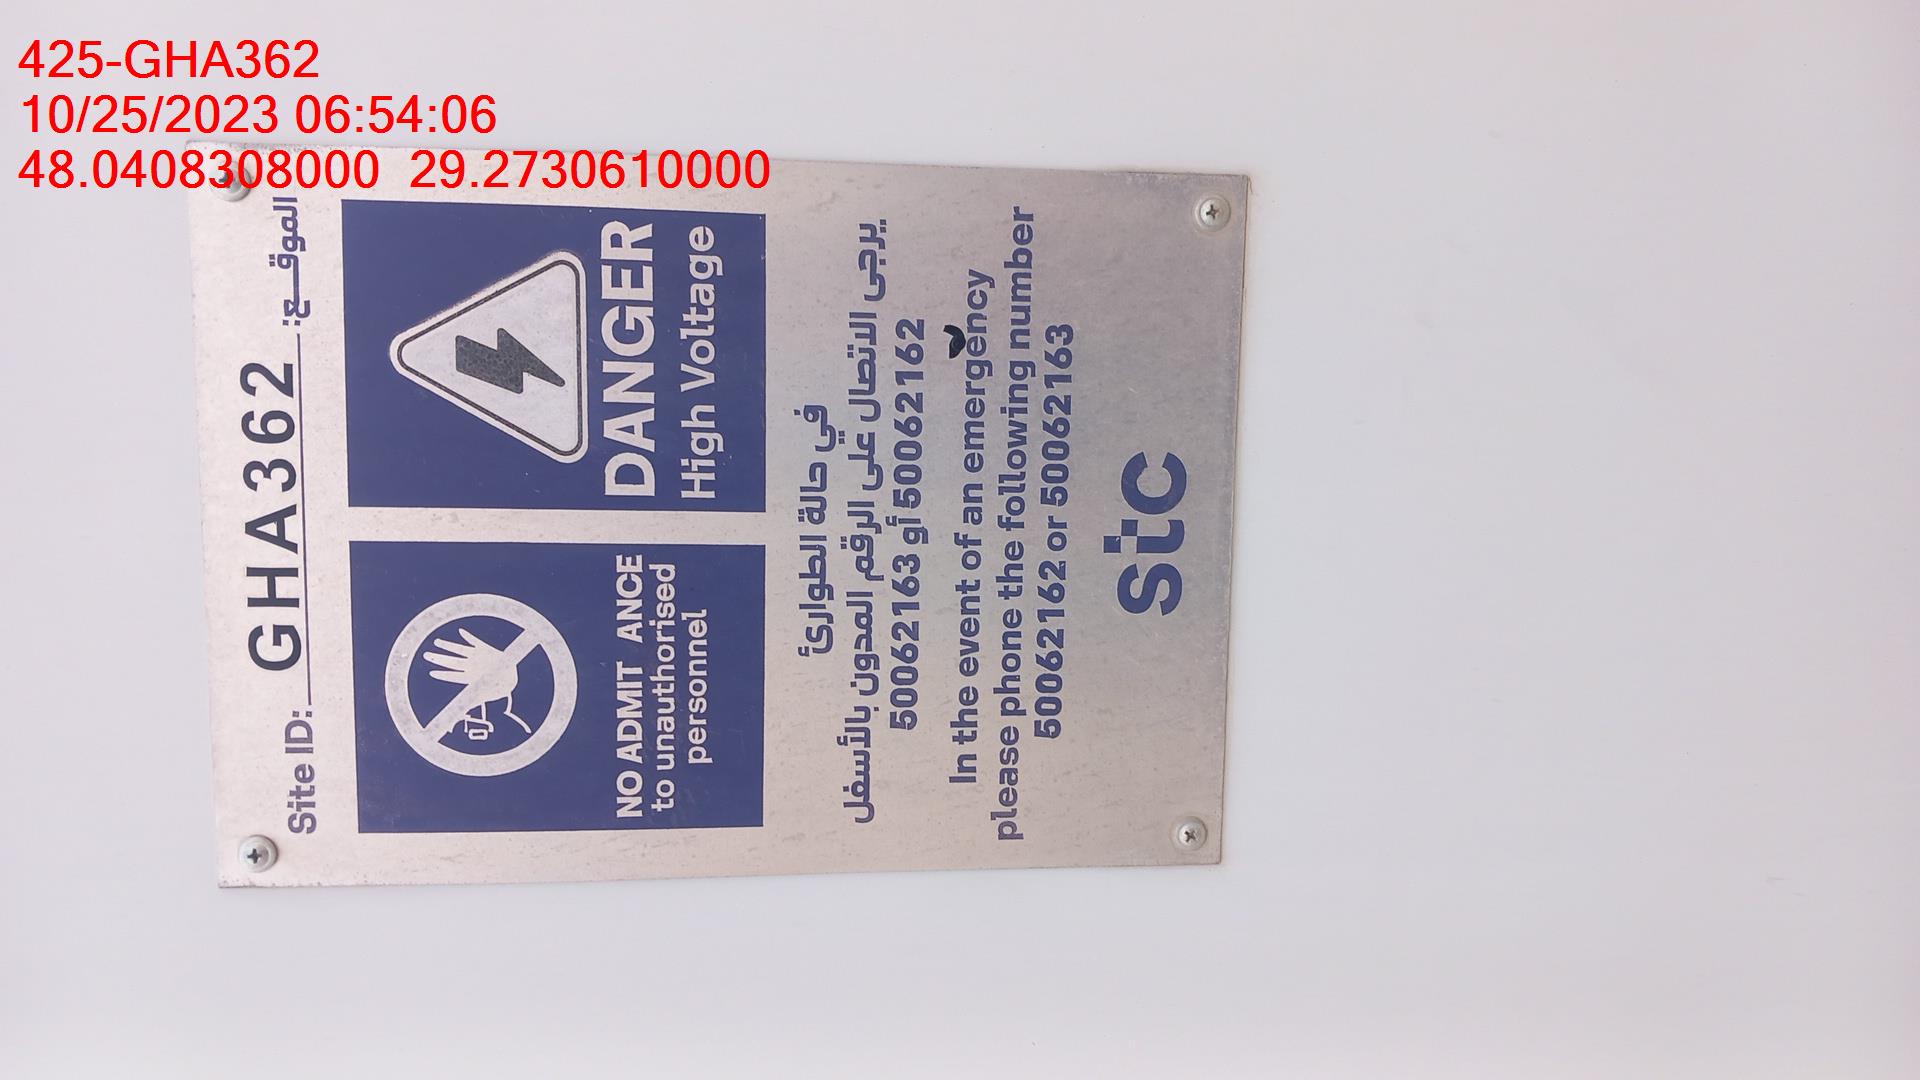 425-GHA362
10/25/2023 06:54:06
48.0408308000 29.2730610000
Site ID: GHA362 الموقـــع:
NO ADMIT ANCE
to unauthorised
personnel
DANGER
High Voltage
في حالة الطوارئ
يرجى الاتصال على الرقم المدون بالأسفل
50062163 أو 50062162
In the event of an emergency
please phone the following number
50062162 or 50062163
stc